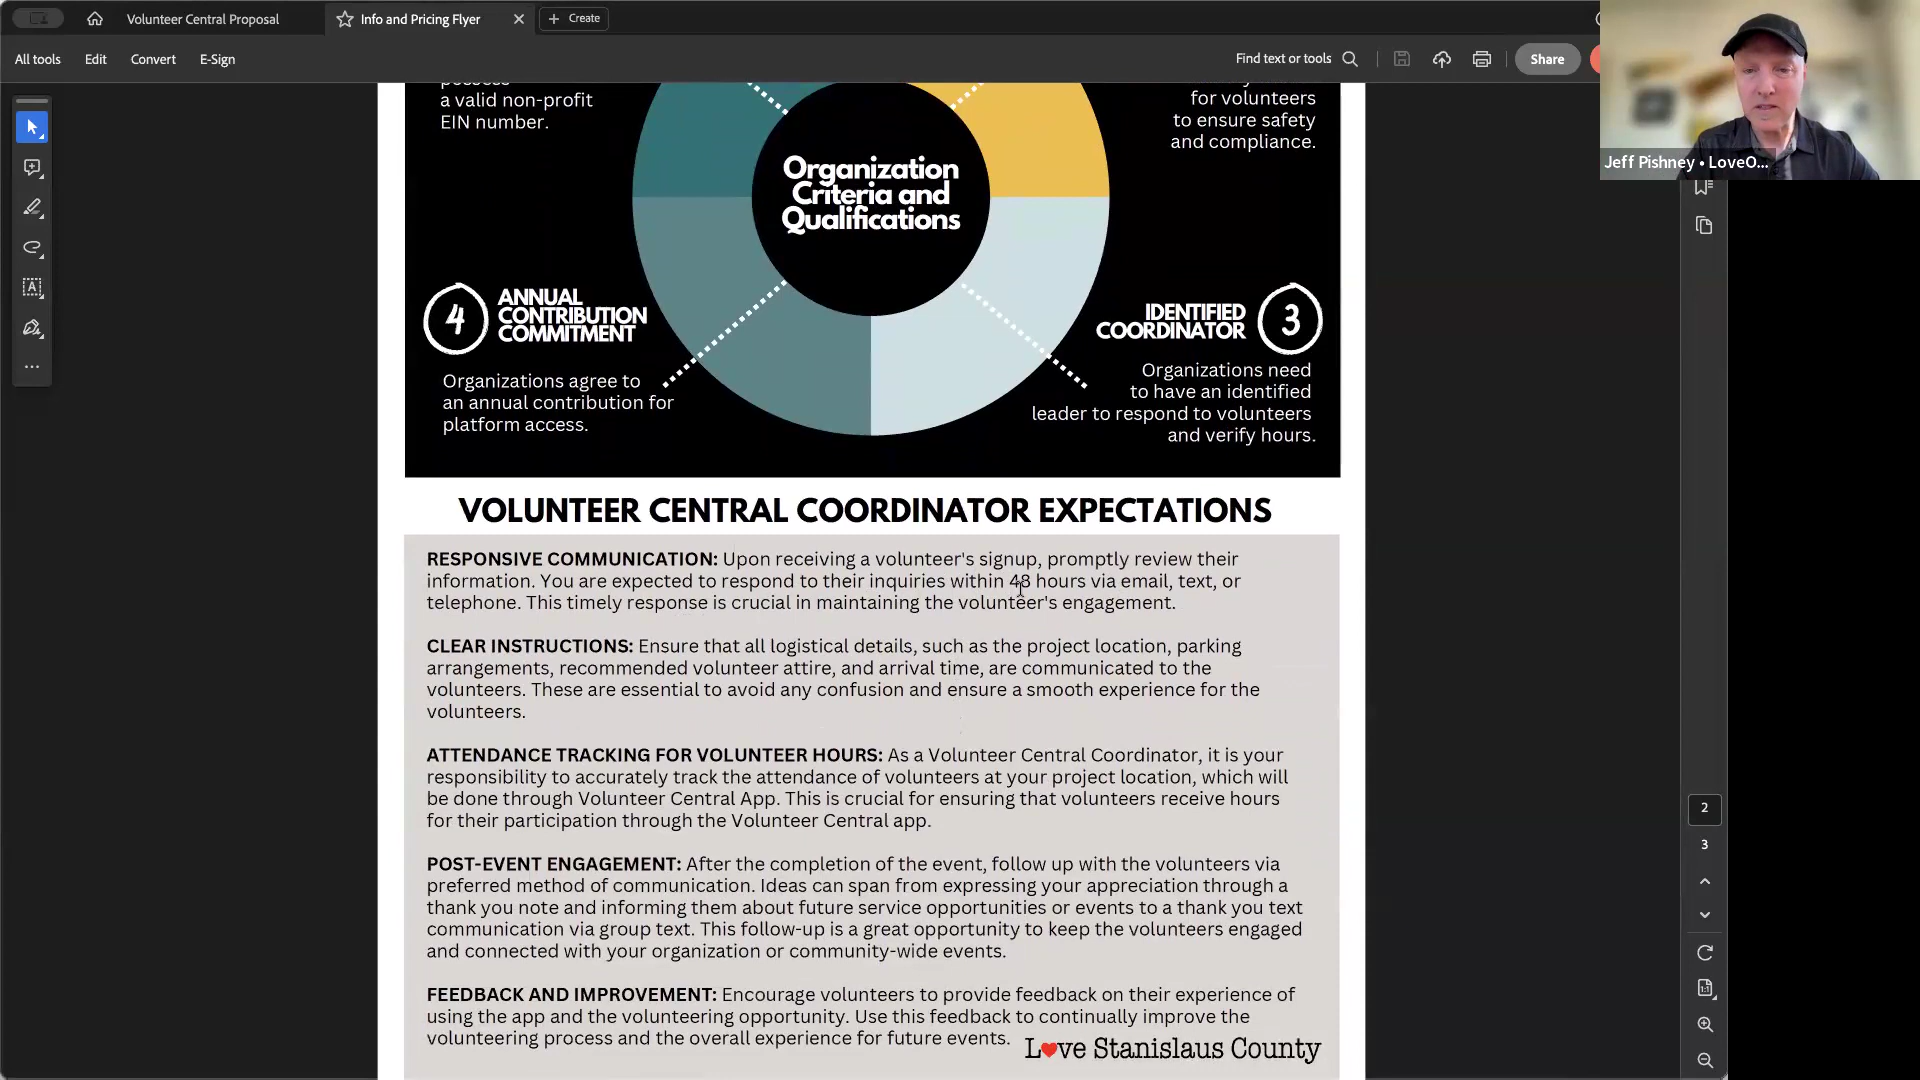 Volunteer Central Proposal
Info and Pricing Flyer
Create
All tools
Edit
Convert
E-Sign
Find text or tools
Share
Jeff Pishney • LoveO...
a valid non-profit
EIN number.
for volunteers
to ensure safety
and compliance.
Organization
Criteria and
Qualifications
4
ANNUAL
CONTRIBUTION
COMMITMENT
Organizations agree to
an annual contribution for
platform access.
IDENTIFIED
COORDINATOR
3
Organizations need
to have an identified
leader to respond to volunteers
and verify hours.
VOLUNTEER CENTRAL COORDINATOR EXPECTATIONS
RESPONSIVE COMMUNICATION: Upon receiving a volunteer's signup, promptly review their
information. You are expected to respond to their inquiries within 48 hours via email, text, or
telephone. This timely response is crucial in maintaining the volunteer's engagement.
CLEAR INSTRUCTIONS: Ensure that all logistical details, such as the project location, parking
arrangements, recommended volunteer attire, and arrival time, are communicated to the
volunteers. These are essential to avoid any confusion and ensure a smooth experience for the
volunteers.
ATTENDANCE TRACKING FOR VOLUNTEER HOURS: As a Volunteer Central Coordinator, it is your
responsibility to accurately track the attendance of volunteers at your project location, which will
be done through Volunteer Central App. This is crucial for ensuring that volunteers receive hours
for their participation through the Volunteer Central app.
POST-EVENT ENGAGEMENT: After the completion of the event, follow up with the volunteers via
preferred method of communication. Ideas can span from expressing your appreciation through a
thank you note and informing them about future service opportunities or events to a thank you text
communication via group text. This follow-up is a great opportunity to keep the volunteers engaged
and connected with your organization or community-wide events.
FEEDBACK AND IMPROVEMENT: Encourage volunteers to provide feedback on their experience of
using the app and the volunteering opportunity. Use this feedback to continually improve the
volunteering process and the overall experience for future events.
Love Stanislaus County
2
3